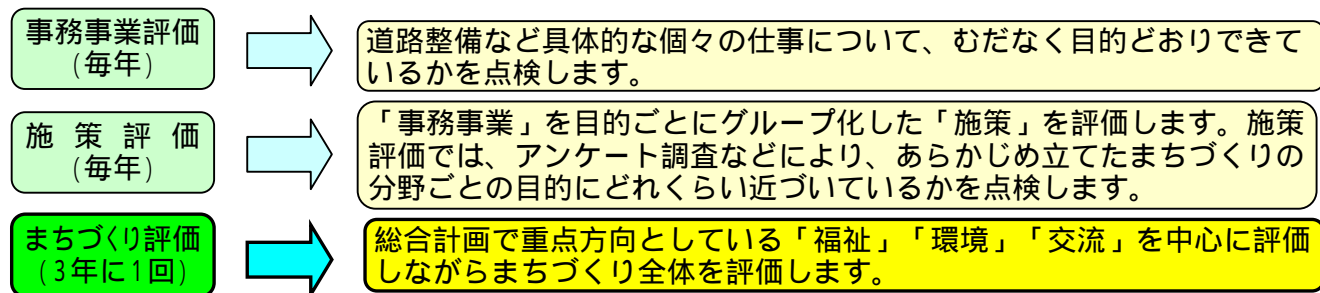 事務事業評価
(毎年)
道路整備など具体的な個々の仕事について、むだなく目的どおりできて
いるかを点検します。
施策評価
(毎年)
「事務事業」を目的ごとにグループ化した「施策」を評価します。施策
評価では、アンケート調査などにより、あらかじめ立てたまちづくりの
分野ごとの目的にどれくらい近づいているかを点検します。
まちづくり評価
(3年に1回)
総合計画で重点方向としている「福祉」「環境」「交流」を中心に評価
しながらまちづくり全体を評価します。